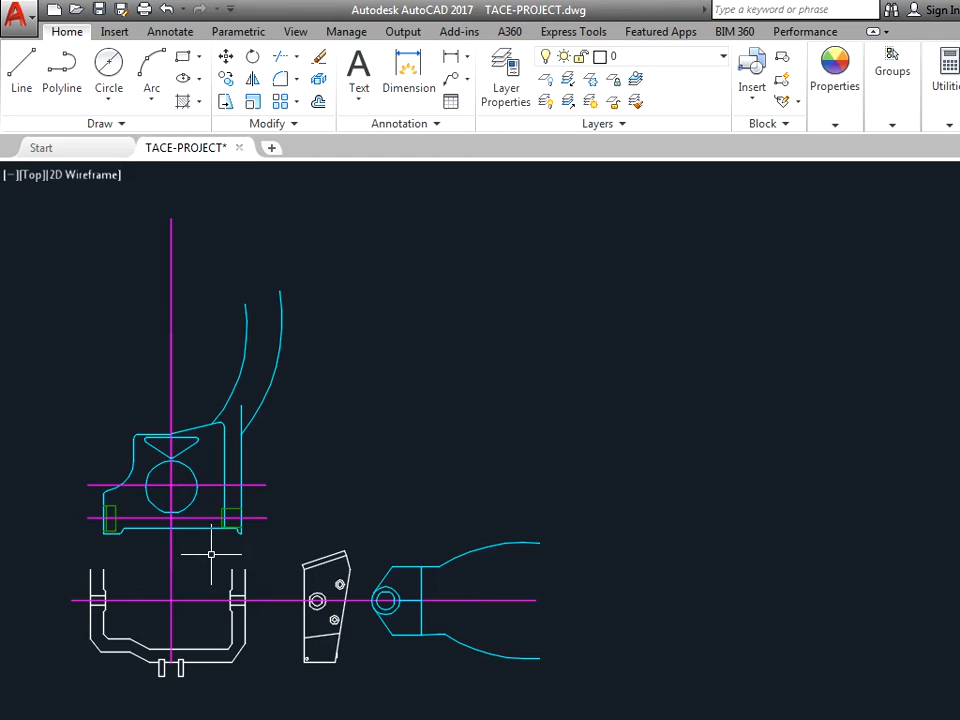 Autodesk AutoCAD 2017 TACE-PROJECT.dwg
Type a keyword or phrase
Sign In
Home Insert Annotate Parametric View Manage Output Add-ins A360 Express Tools Featured Apps BIM 360 Performance
Line Polyline Circle Arc
Text Dimension
Layer Properties
0
Insert
Properties
Groups
Draw Modify Annotation Layers Block
Start TACE-PROJECT*
[−][Top][2D Wireframe]